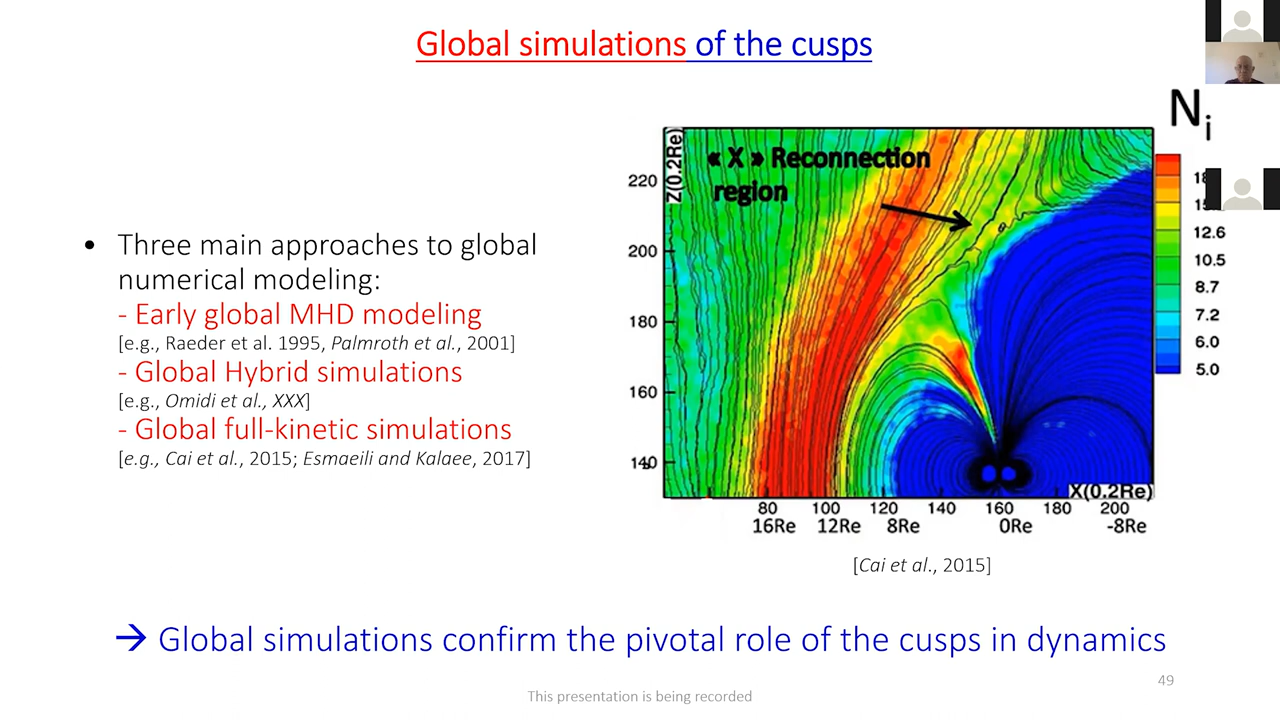 Global simulations of the cusps
• Three main approaches to global
numerical modeling:
- Early global MHD modeling
[e.g., Raeder et al. 1995, Palmroth et al., 2001]
- Global Hybrid simulations
[e.g., Omidi et al., XXX]
- Global full-kinetic simulations
[e.g., Cai et al., 2015; Esmaeili and Kalaee, 2017]
Ni
Z(0.2Re)
« X » Reconnection
region
220
200
180
160
140
X(0.2Re)
80 100 120 140 160 180 200
16Re 12Re 8Re 0Re -8Re
12.6
10.5
8.7
7.2
6.0
5.0
[Cai et al., 2015]
→ Global simulations confirm the pivotal role of the cusps in dynamics
49
This presentation is being recorded